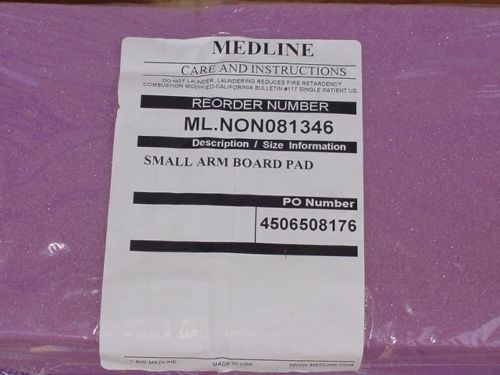 MEDLINE
CARE AND INSTRUCTIONS
DO NOT LAUNDER, LAUNDERING REDUCES FIRE RETARDENCY
COMBUSTION MODIFIED-CALIFORNIA BULLETIN #117 SINGLE PATIENT US
REORDER NUMBER
ML.NON081346
Description / Size Information
SMALL ARM BOARD PAD
PO Number
4506508176
1-800-MEDLINE MADE IN USA WWW.MEDLINE.COM